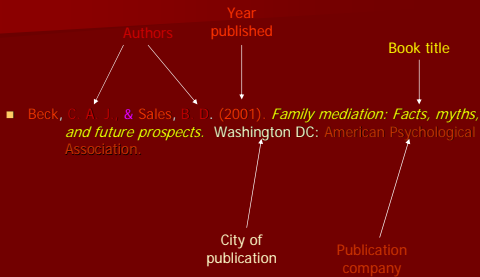 Year
published
Authors
Book title
Beck, C. A. J. & Sales, B. D. (2001). Family mediation: Facts, myths,
and future prospects. Washington DC: American Psychological
Association.
City of
publication
Publication
company